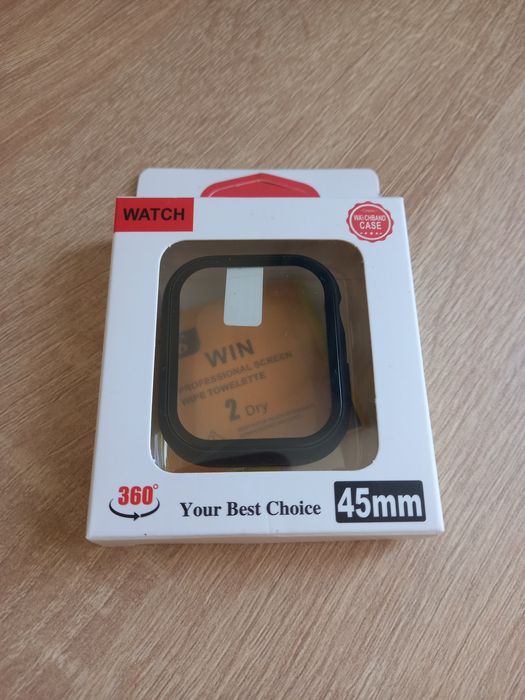 WATCH
WATCHBAND
CASE
WIN
PROFESSIONAL SCREEN
WIPE TOWELETTE
2 Dry
360°
Your Best Choice
45mm